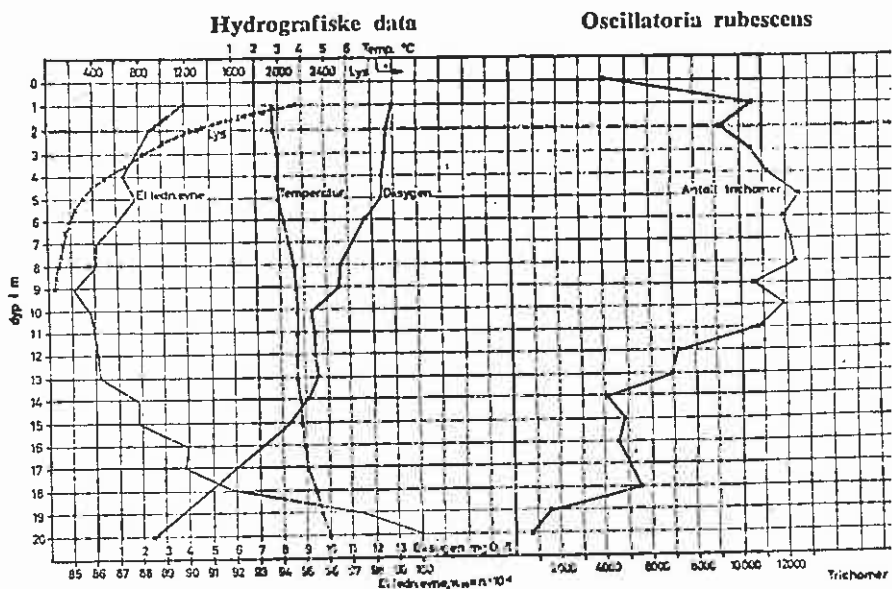 Hydrografiske data
Oscillatoria rubescens
1 2 3 4 5 6 Temp. °C
400 800 1200 1600 2000 2400 Lys
Lys
El ledn.evne
Temperatur
Oksygen
Antall trichomer
dyp i m
0
1
2
3
4
5
6
7
8
9
10
11
12
13
14
15
16
17
18
19
20
1 2 3 4 5 6 7 8 9 10 11 12 13 Oksygen mg O₂/l
85 86 87 88 89 90 91 92 93 94 95 96 97 98 99 100
2000 4000 6000 8000 10000 12000
Trichomer